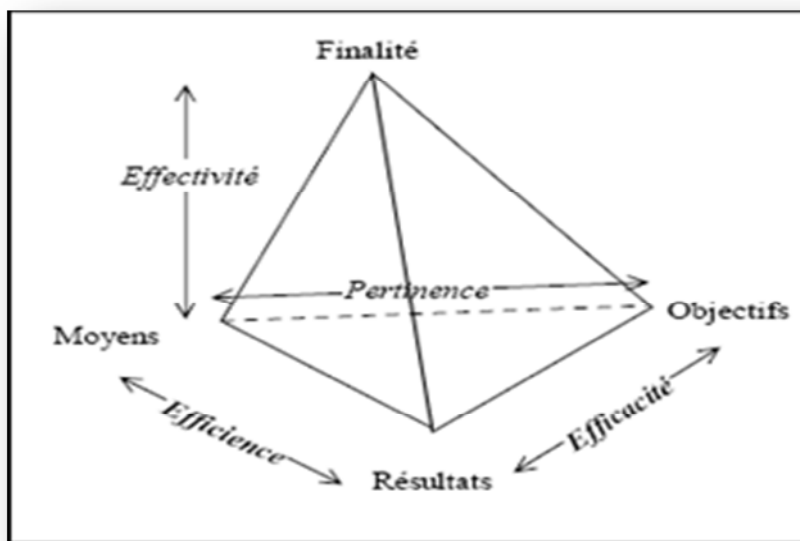 Finalité
Effectivité
Pertinence
Objectifs
Moyens
Efficience
Efficacité
Résultats